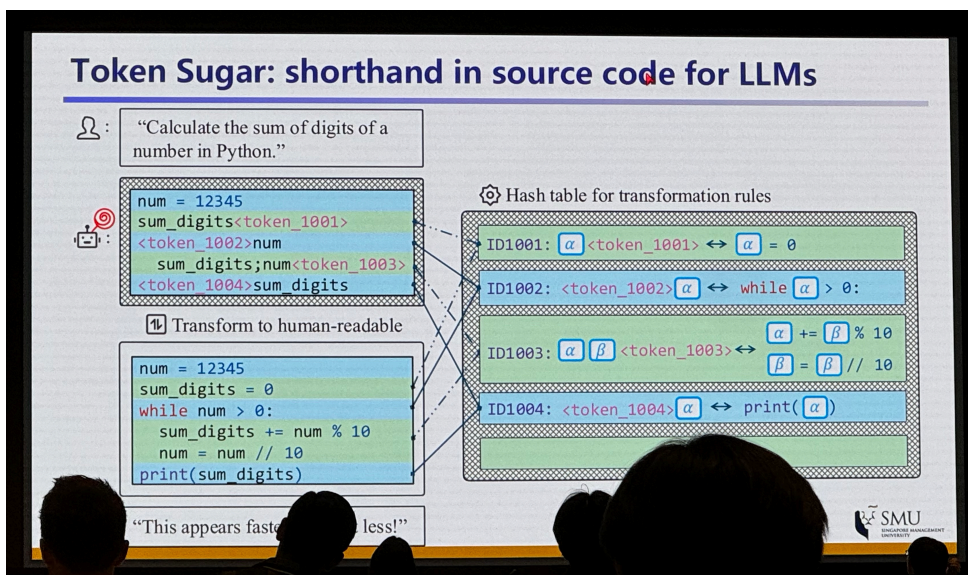 Token Sugar: shorthand in source code for LLMs
:
“Calculate the sum of digits of a
number in Python.”
:
num = 12345
sum_digits<token_1001>
<token_1002>num
sum_digits;num<token_1003>
<token_1004>sum_digits
Transform to human-readable
num = 12345
sum_digits = 0
while num > 0:
sum_digits += num % 10
num = num // 10
print(sum_digits)
“This appears less!”
Hash table for transformation rules
ID1001: α <token_1001> ↔ α = 0
ID1002: <token_1002> α ↔ while α > 0:
ID1003: α β <token_1003> ↔ α += β % 10
β = β // 10
ID1004: <token_1004> α ↔ print( α )
SMU
SINGAPORE MANAGEMENT
UNIVERSITY